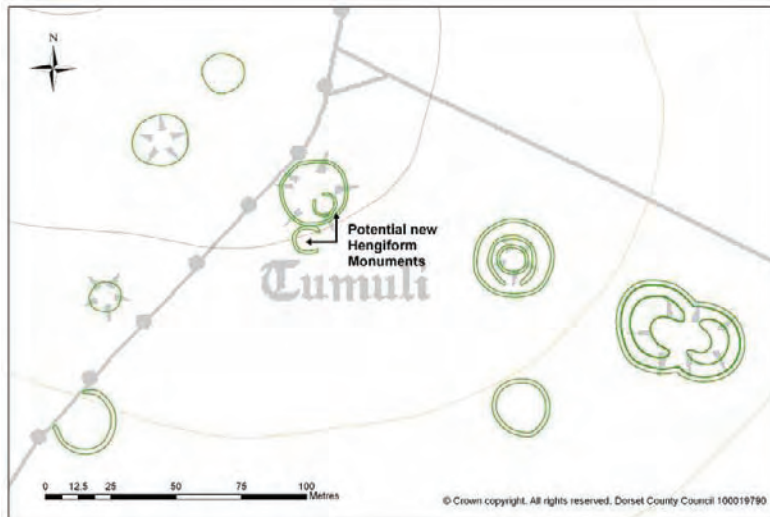 N
Potential new
Hengiform
Monuments
Tumuli
0 12.5 25 50 75 100
Metres
© Crown copyright. All rights reserved. Dorset County Council 100019790